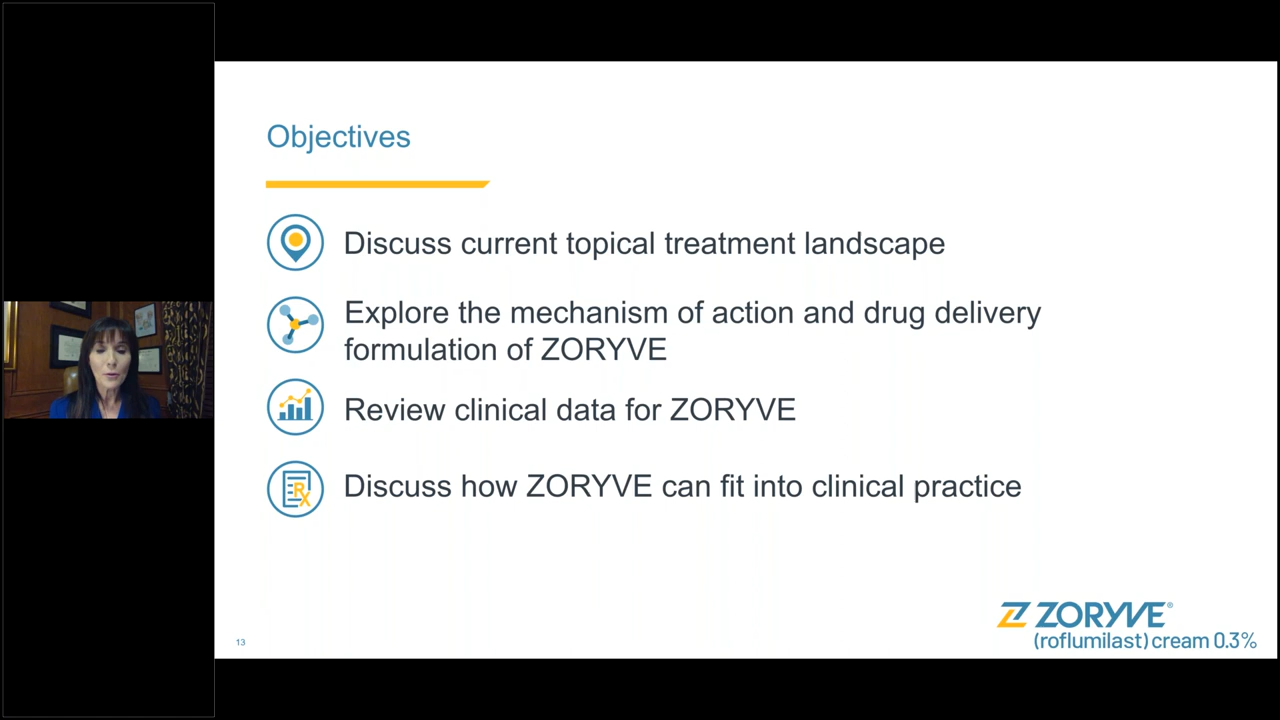 Objectives
Discuss current topical treatment landscape
Explore the mechanism of action and drug delivery
formulation of ZORYVE
Review clinical data for ZORYVE
RX
Discuss how ZORYVE can fit into clinical practice
13
ZORYVE®
(roflumilast) cream 0.3%